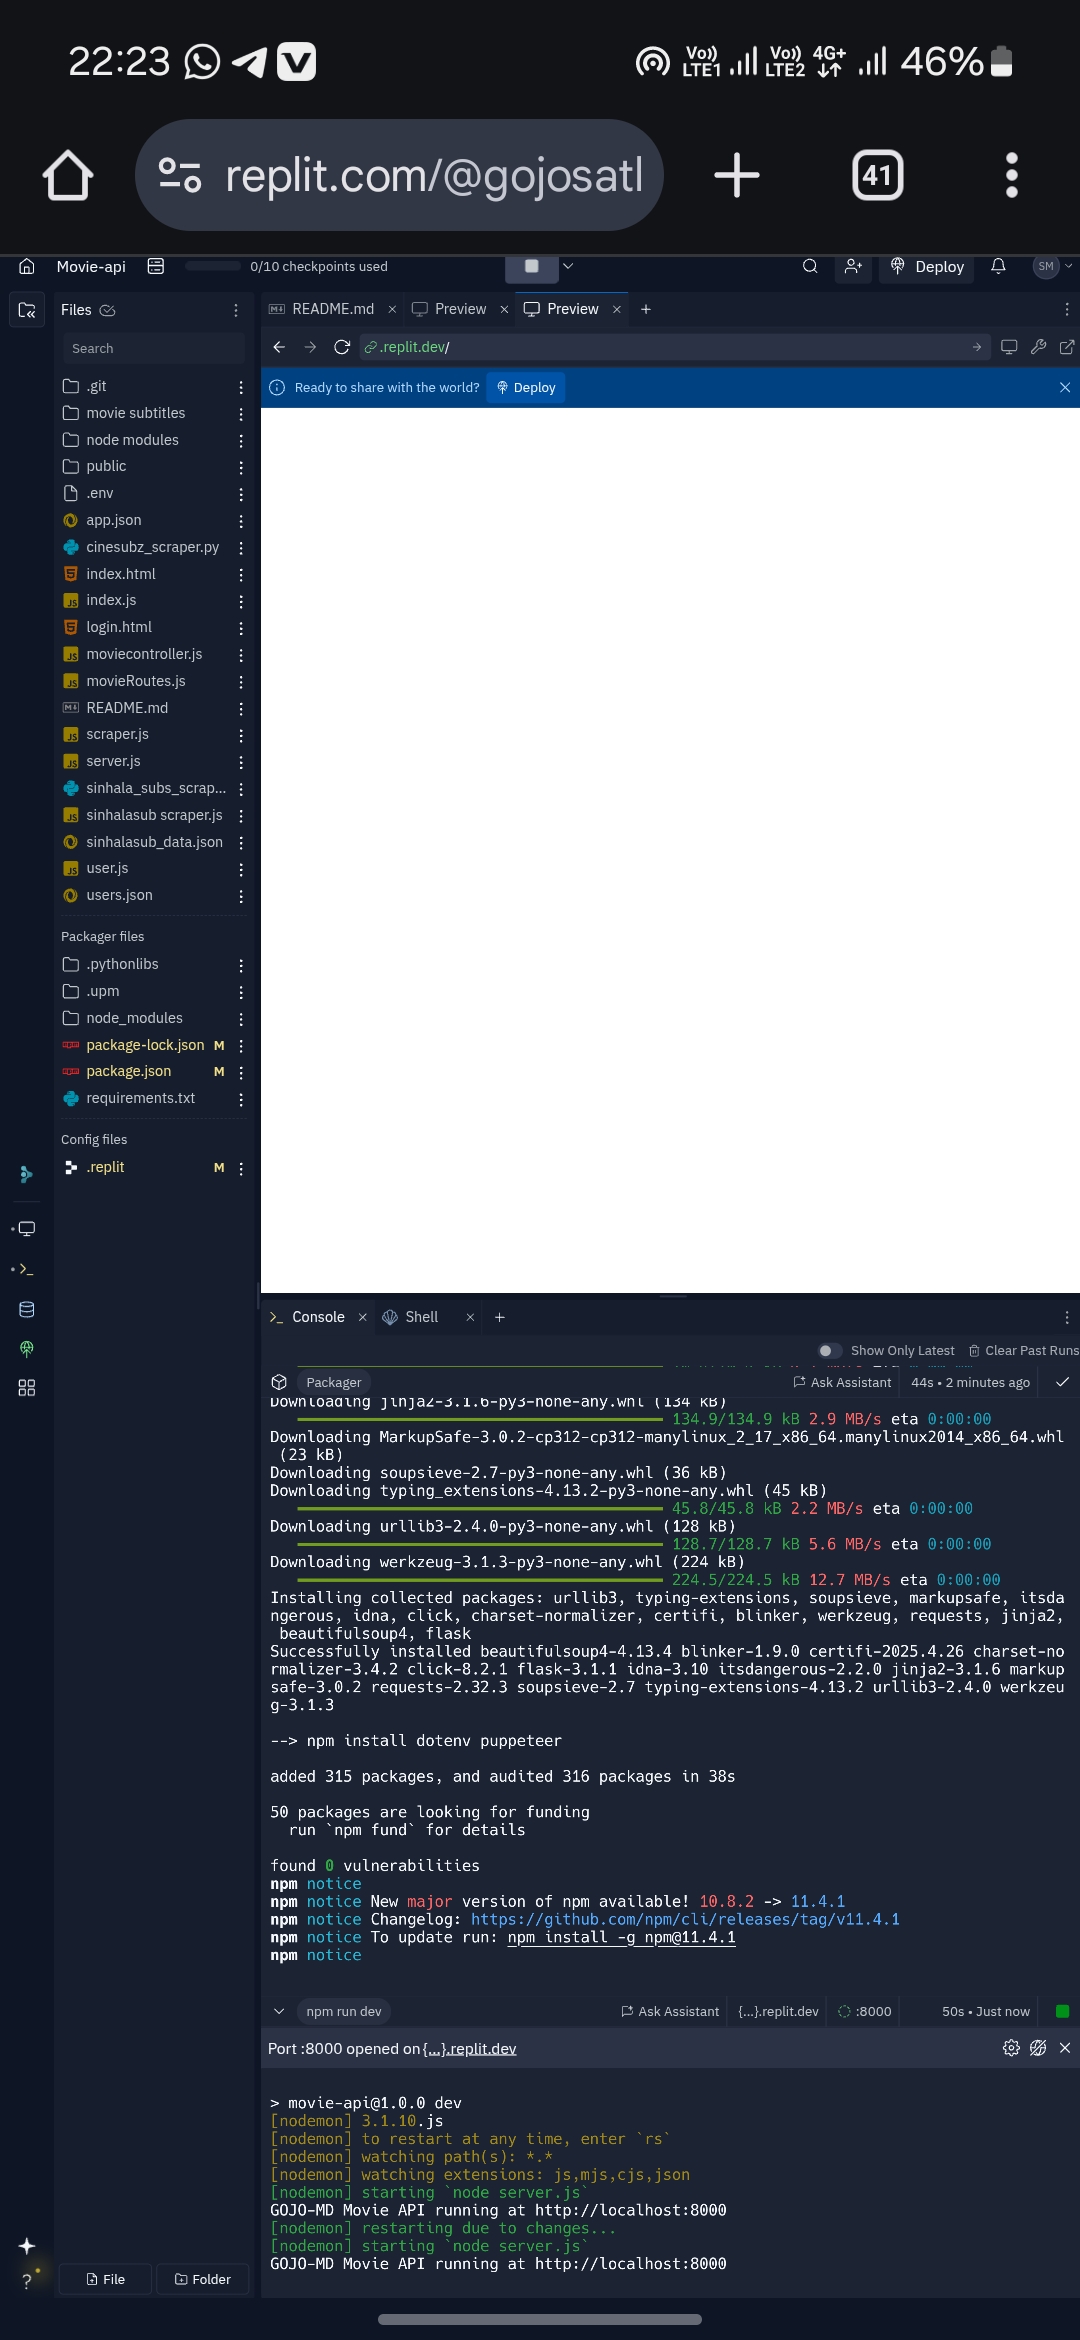 22:23
Vo)) LTE1
Vo)) LTE2
4G+
46%
replit.com/@gojosatl
41
Movie-api
0/10 checkpoints used
Deploy
SM
Files
README.md
Preview
Preview
Search
.replit.dev/
Ready to share with the world?
Deploy
.git
movie subtitles
node modules
public
.env
app.json
cinesubz_scraper.py
index.html
index.js
login.html
moviecontroller.js
movieRoutes.js
README.md
scraper.js
server.js
sinhala_subs_scrap...
sinhalasub scraper.js
sinhalasub_data.json
user.js
users.json
Packager files
.pythonlibs
.upm
node_modules
package-lock.json M
package.json M
requirements.txt
Config files
.replit M
File
Folder
Console
Shell
Show Only Latest
Clear Past Runs
Packager
Ask Assistant
44s • 2 minutes ago
Downloading jinja2-3.1.6-py3-none-any.whl (134 kB)
134.9/134.9 kB 2.9 MB/s eta 0:00:00
Downloading MarkupSafe-3.0.2-cp312-cp312-manylinux_2_17_x86_64.manylinux2014_x86_64.whl
(23 kB)
Downloading soupsieve-2.7-py3-none-any.whl (36 kB)
Downloading typing_extensions-4.13.2-py3-none-any.whl (45 kB)
45.8/45.8 kB 2.2 MB/s eta 0:00:00
Downloading urllib3-2.4.0-py3-none-any.whl (128 kB)
128.7/128.7 kB 5.6 MB/s eta 0:00:00
Downloading werkzeug-3.1.3-py3-none-any.whl (224 kB)
224.5/224.5 kB 12.7 MB/s eta 0:00:00
Installing collected packages: urllib3, typing-extensions, soupsieve, markupsafe, itsda
ngerous, idna, click, charset-normalizer, certifi, blinker, werkzeug, requests, jinja2,
beautifulsoup4, flask
Successfully installed beautifulsoup4-4.13.4 blinker-1.9.0 certifi-2025.4.26 charset-no
rmalizer-3.4.2 click-8.2.1 flask-3.1.1 idna-3.10 itsdangerous-2.2.0 jinja2-3.1.6 markup
safe-3.0.2 requests-2.32.3 soupsieve-2.7 typing-extensions-4.13.2 urllib3-2.4.0 werkzeu
g-3.1.3
--> npm install dotenv puppeteer
added 315 packages, and audited 316 packages in 38s
50 packages are looking for funding
run `npm fund` for details
found 0 vulnerabilities
npm notice
npm notice New major version of npm available! 10.8.2 -> 11.4.1
npm notice Changelog: https://github.com/npm/cli/releases/tag/v11.4.1
npm notice To update run: npm install -g npm@11.4.1
npm notice
npm run dev
Ask Assistant
{...}.replit.dev
:8000
50s • Just now
Port :8000 opened on {...}.replit.dev
> movie-api@1.0.0 dev
[nodemon] 3.1.10.js
[nodemon] to restart at any time, enter `rs`
[nodemon] watching path(s): *.*
[nodemon] watching extensions: js,mjs,cjs,json
[nodemon] starting `node server.js`
GOJO-MD Movie API running at http://localhost:8000
[nodemon] restarting due to changes...
[nodemon] starting `node server.js`
GOJO-MD Movie API running at http://localhost:8000